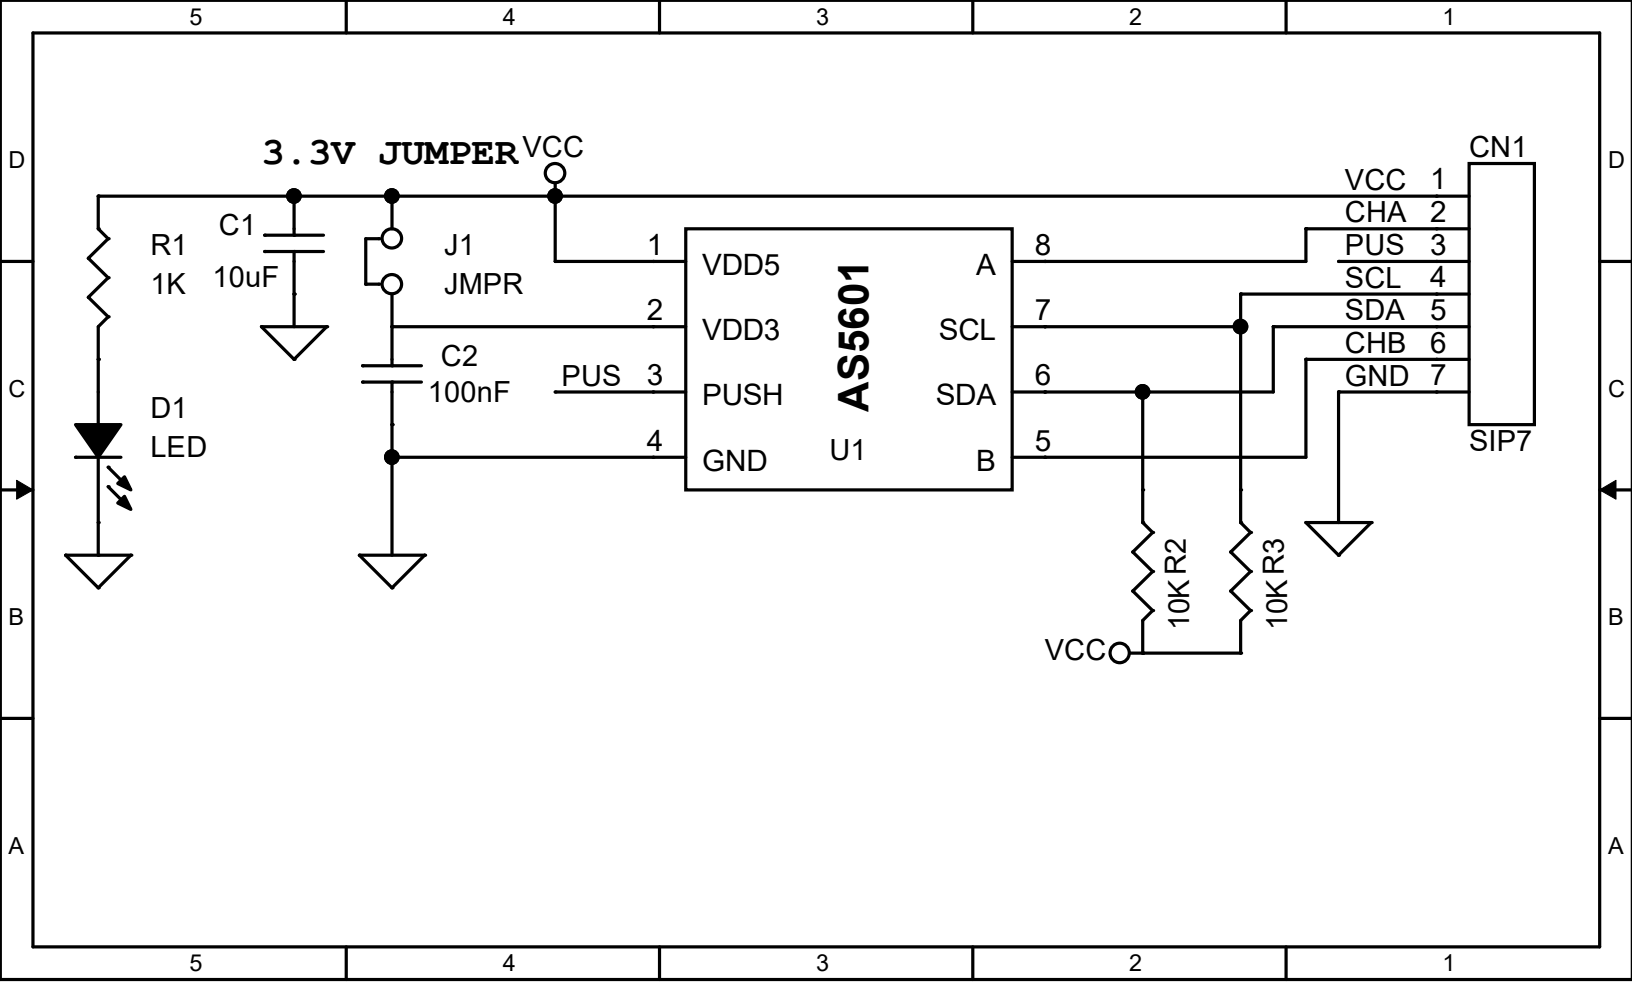 5 4 3 2 1
D D
3.3V JUMPER VCC CN1
VCC 1
C1 CHA 2
R1 J1 1 8 PUS 3
VDD5 A
1K 10uF JMPR SCL 4
2 7 SDA 5
VDD3 SCL
AS5601
CHB 6
C2
PUS 3 6 GND 7
C 100nF PUSH SDA C
D1
LED 4 5 SIP7
GND U1 B
R2 R3
10K 10K
B B
VCC
A A
5 4 3 2 1